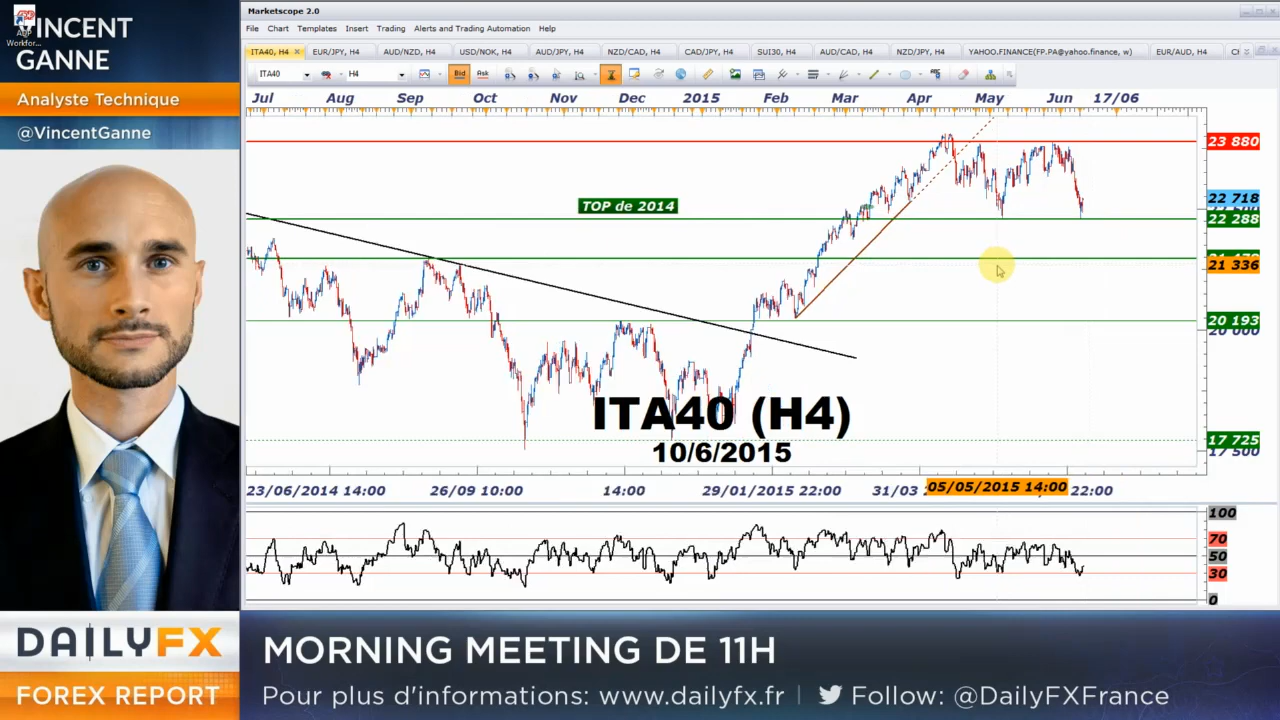 VINCENT
GANNE
Analyste Technique
@VincentGanne
Marketscope 2.0
File Chart Templates Insert Trading Alerts and Trading Automation Help
ITA40, H4 EUR/JPY, H4 AUD/NZD, H4 USD/NOK, H4 AUD/JPY, H4 NZD/CAD, H4 CAD/JPY, H4 SUI30, H4 AUD/CAD, H4 NZD/JPY, H4 YAHOO.FINANCE(FP.PA@yahoo.finance, w) EUR/AUD, H4
ITA40 H4 Bid Ask
Jul Aug Sep Oct Nov Dec 2015 Feb Mar Apr May Jun 17/06
23 880
22 718
TOP de 2014
22 288
21 336
20 193
20 000
ITA40 (H4)
10/6/2015
17 725
17 500
23/06/2014 14:00 26/09 10:00 14:00 29/01/2015 22:00 31/03 05/05/2015 14:00 22:00
100
70
50
30
0
DAILYFX
FOREX REPORT
MORNING MEETING DE 11H
Pour plus d'informations: www.dailyfx.fr | Follow: @DailyFXFrance